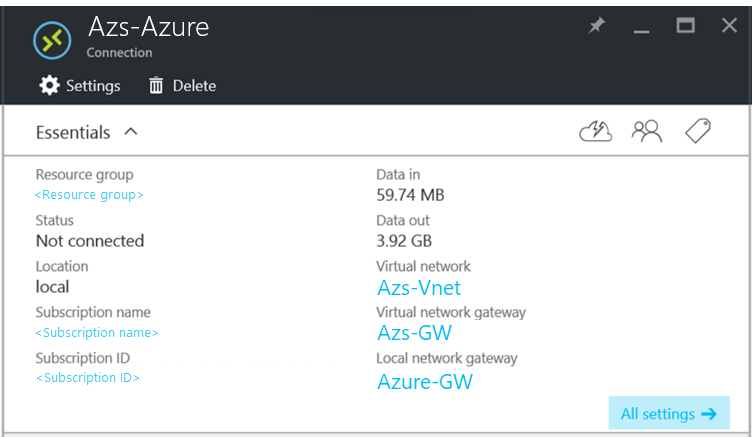 Azs-Azure
Connection
Settings Delete
Essentials
Resource group
<Resource group>
Status
Not connected
Location
local
Subscription name
<Subscription name>
Subscription ID
<Subscription ID>
Data in
59.74 MB
Data out
3.92 GB
Virtual network
Azs-Vnet
Virtual network gateway
Azs-GW
Local network gateway
Azure-GW
All settings